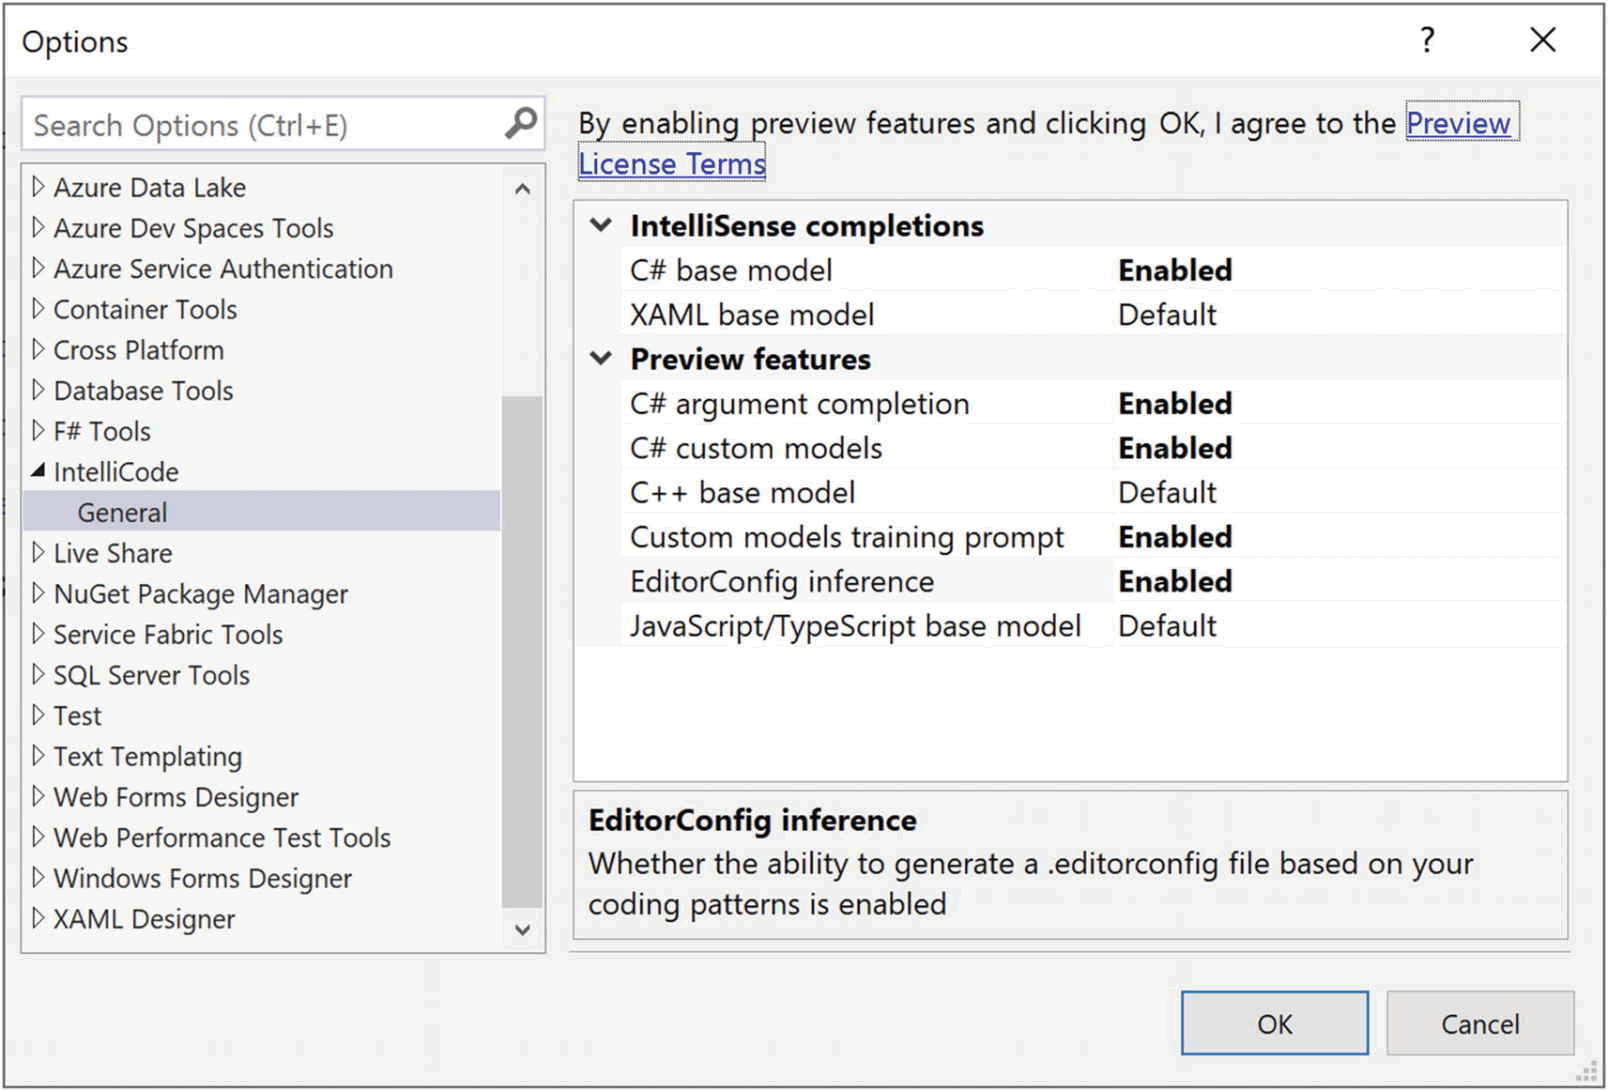 Options
?
Search Options (Ctrl+E)
Azure Data Lake
Azure Dev Spaces Tools
Azure Service Authentication
Container Tools
Cross Platform
Database Tools
F# Tools
IntelliCode
General
Live Share
NuGet Package Manager
Service Fabric Tools
SQL Server Tools
Test
Text Templating
Web Forms Designer
Web Performance Test Tools
Windows Forms Designer
XAML Designer
By enabling preview features and clicking OK, I agree to the Preview
License Terms
IntelliSense completions
C# base model Enabled
XAML base model Default
Preview features
C# argument completion Enabled
C# custom models Enabled
C++ base model Default
Custom models training prompt Enabled
EditorConfig inference Enabled
JavaScript/TypeScript base model Default
EditorConfig inference
Whether the ability to generate a .editorconfig file based on your
coding patterns is enabled
OK
Cancel